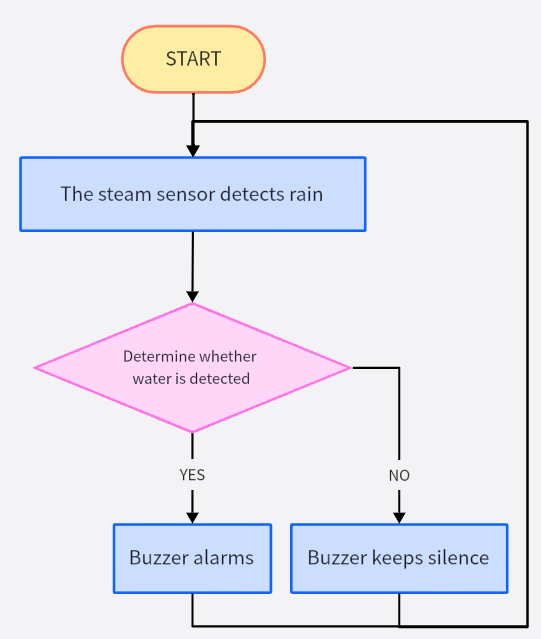 START
The steam sensor detects rain
Determine whether
water is detected
YES
NO
Buzzer alarms
Buzzer keeps silence